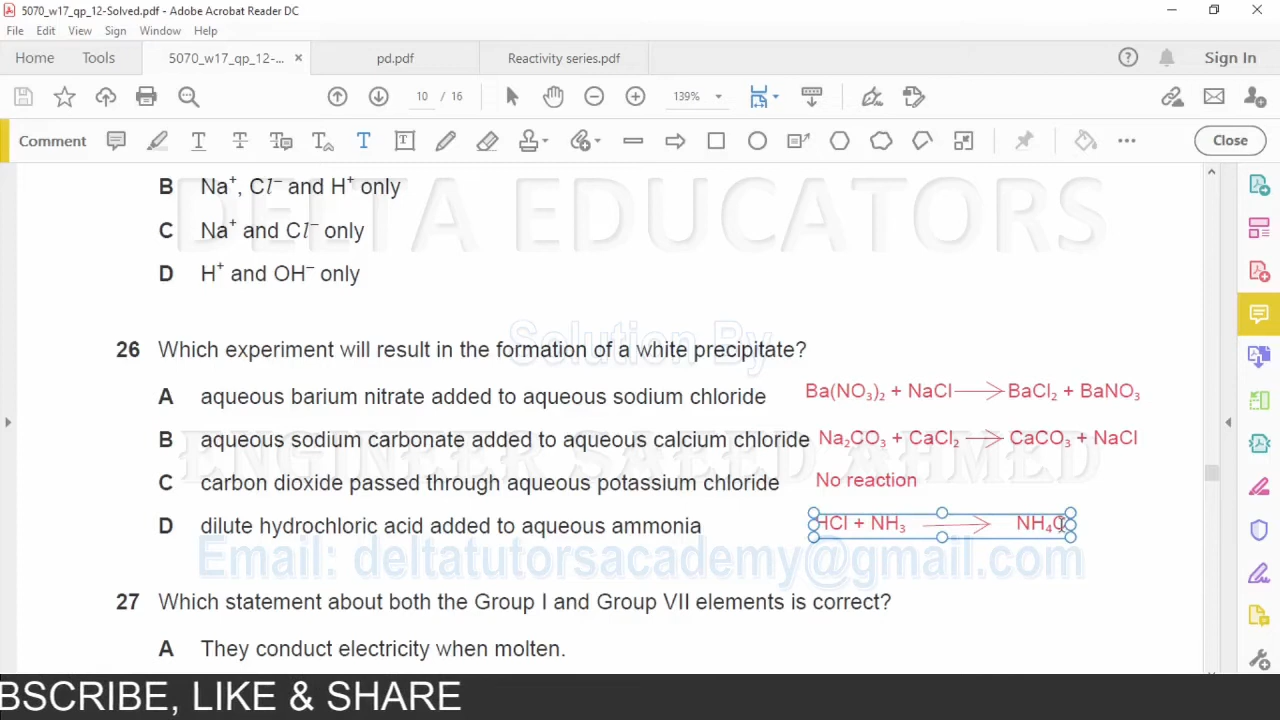 5070_w17_qp_12-Solved.pdf - Adobe Acrobat Reader DC
File Edit View Sign Window Help
Home Tools 5070_w17_qp_12-... × pd.pdf Reactivity series.pdf Sign In
10 / 16 139%
Comment Close
B Na⁺, Cl⁻ and H⁺ only
DELTA EDUCATORS
C Na⁺ and Cl⁻ only
D H⁺ and OH⁻ only
Solution By
26 Which experiment will result in the formation of a white precipitate?
A aqueous barium nitrate added to aqueous sodium chloride Ba(NO₃)₂ + NaCl → BaCl₂ + BaNO₃
B aqueous sodium carbonate added to aqueous calcium chloride Na₂CO₃ + CaCl₂ → CaCO₃ + NaCl
ENGINEER SAEED AHMED
C carbon dioxide passed through aqueous potassium chloride No reaction
D dilute hydrochloric acid added to aqueous ammonia HCl + NH₃ → NH₄C
Email: deltatutorsacademy@gmail.com
27 Which statement about both the Group I and Group VII elements is correct?
A They conduct electricity when molten.
BSCRIBE, LIKE & SHARE